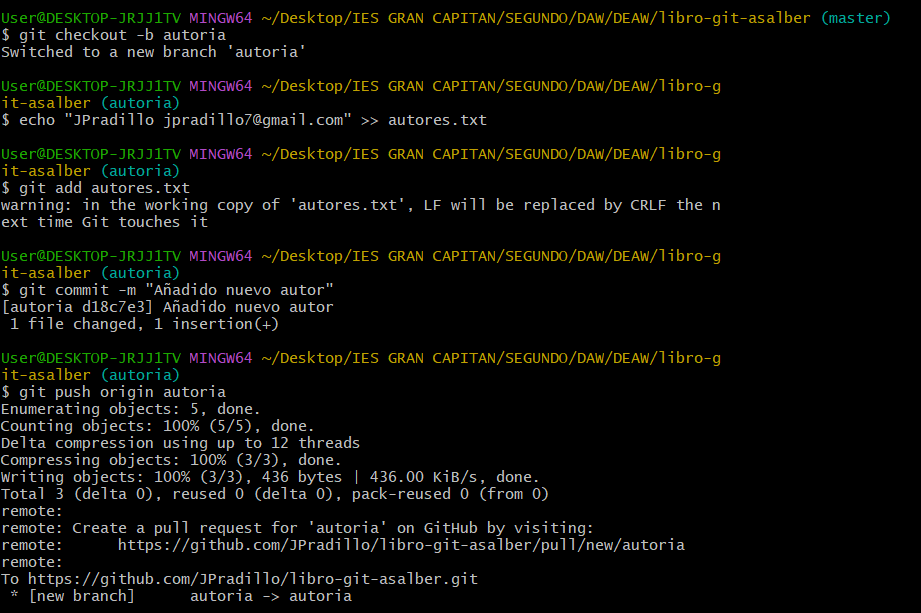 User@DESKTOP-JRJJ1TV MINGW64 ~/Desktop/IES GRAN CAPITAN/SEGUNDO/DAW/DEAW/libro-git-asalber (master)
$ git checkout -b autoria
Switched to a new branch 'autoria'
User@DESKTOP-JRJJ1TV MINGW64 ~/Desktop/IES GRAN CAPITAN/SEGUNDO/DAW/DEAW/libro-g
it-asalber (autoria)
$ echo "JPradillo jpradillo7@gmail.com" >> autores.txt
User@DESKTOP-JRJJ1TV MINGW64 ~/Desktop/IES GRAN CAPITAN/SEGUNDO/DAW/DEAW/libro-g
it-asalber (autoria)
$ git add autores.txt
warning: in the working copy of 'autores.txt', LF will be replaced by CRLF the n
ext time Git touches it
User@DESKTOP-JRJJ1TV MINGW64 ~/Desktop/IES GRAN CAPITAN/SEGUNDO/DAW/DEAW/libro-g
it-asalber (autoria)
$ git commit -m "Añadido nuevo autor"
[autoria d18c7e3] Añadido nuevo autor
 1 file changed, 1 insertion(+)
User@DESKTOP-JRJJ1TV MINGW64 ~/Desktop/IES GRAN CAPITAN/SEGUNDO/DAW/DEAW/libro-g
it-asalber (autoria)
$ git push origin autoria
Enumerating objects: 5, done.
Counting objects: 100% (5/5), done.
Delta compression using up to 12 threads
Compressing objects: 100% (3/3), done.
Writing objects: 100% (3/3), 436 bytes | 436.00 KiB/s, done.
Total 3 (delta 0), reused 0 (delta 0), pack-reused 0 (from 0)
remote:
remote: Create a pull request for 'autoria' on GitHub by visiting:
remote:      https://github.com/JPradillo/libro-git-asalber/pull/new/autoria
remote:
To https://github.com/JPradillo/libro-git-asalber.git
 * [new branch]      autoria -> autoria